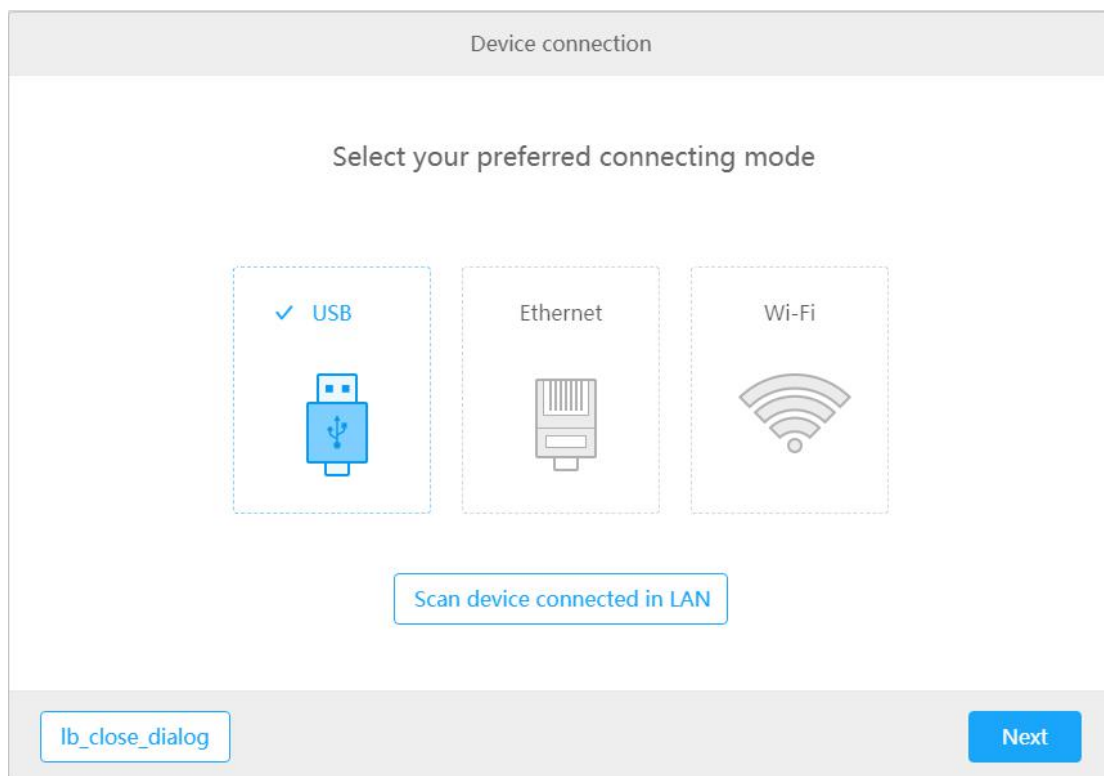 Device connection
Select your preferred connecting mode
USB
Ethernet
Wi-Fi
Scan device connected in LAN
lb_close_dialog
Next